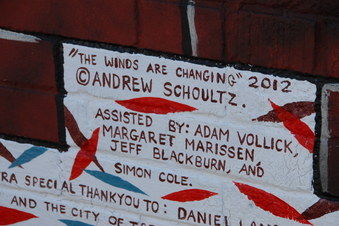 "THE WINDS ARE CHANGING" 2012
© ANDREW SCHOULTZ.
ASSISTED BY: ADAM VOLLICK,
MARGARET MARISSEN,
JEFF BLACKBURN, AND
SIMON COLE.
SPECIAL THANKYOU TO: DANIEL
AND THE CITY OF